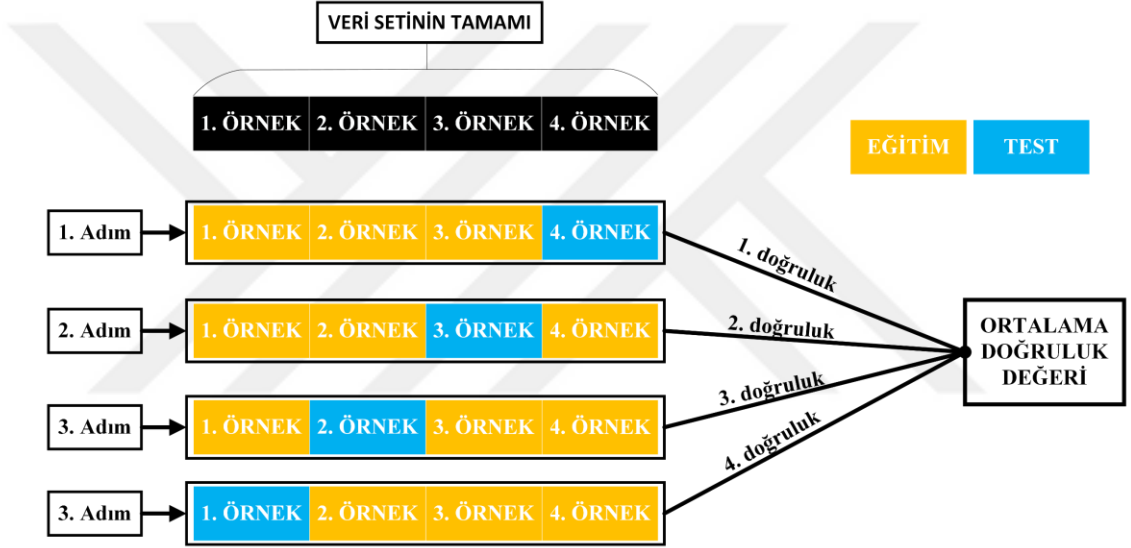 VERİ SETİNİN TAMAMI
1. ÖRNEK 2. ÖRNEK 3. ÖRNEK 4. ÖRNEK
EĞİTİM TEST
1. Adım 1. ÖRNEK 2. ÖRNEK 3. ÖRNEK 4. ÖRNEK
1. doğruluk
2. Adım 1. ÖRNEK 2. ÖRNEK 3. ÖRNEK 4. ÖRNEK
2. doğruluk
ORTALAMA
DOĞRULUK
DEĞERİ
3. Adım 1. ÖRNEK 2. ÖRNEK 3. ÖRNEK 4. ÖRNEK
3. doğruluk
3. Adım 1. ÖRNEK 2. ÖRNEK 3. ÖRNEK 4. ÖRNEK
4. doğruluk